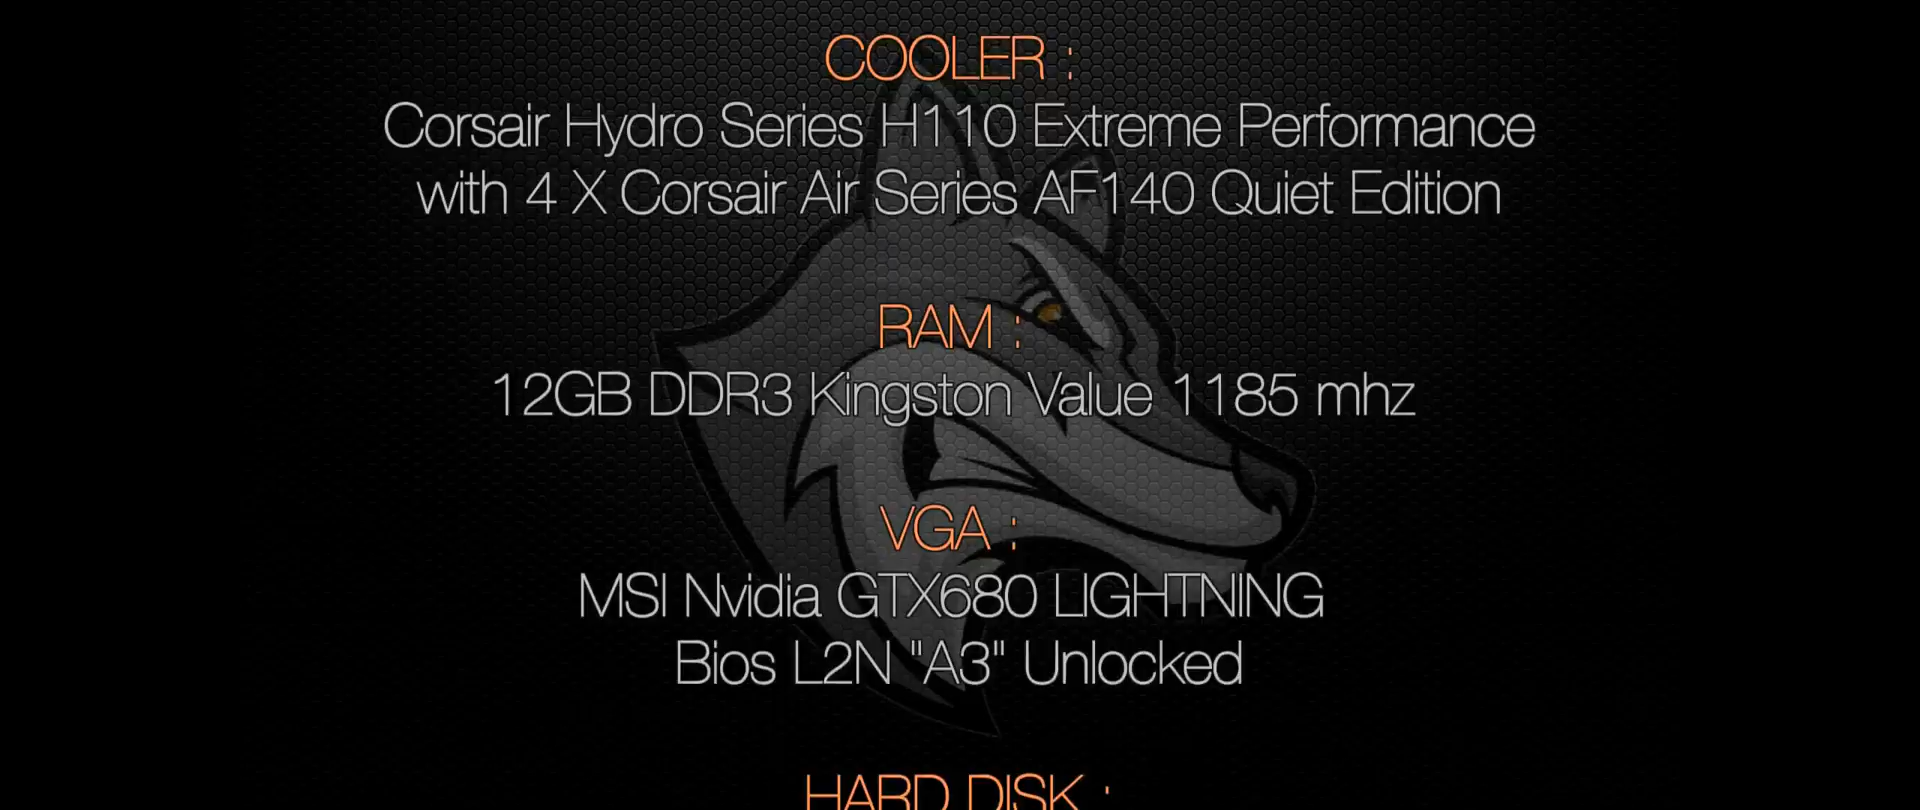 COOLER :
Corsair Hydro Series H110 Extreme Performance
with 4 X Corsair Air Series AF140 Quiet Edition
RAM :
12GB DDR3 Kingston Value 1185 mhz
VGA :
MSI Nvidia GTX680 LIGHTNING
Bios L2N "A3" Unlocked
HARD DISK :